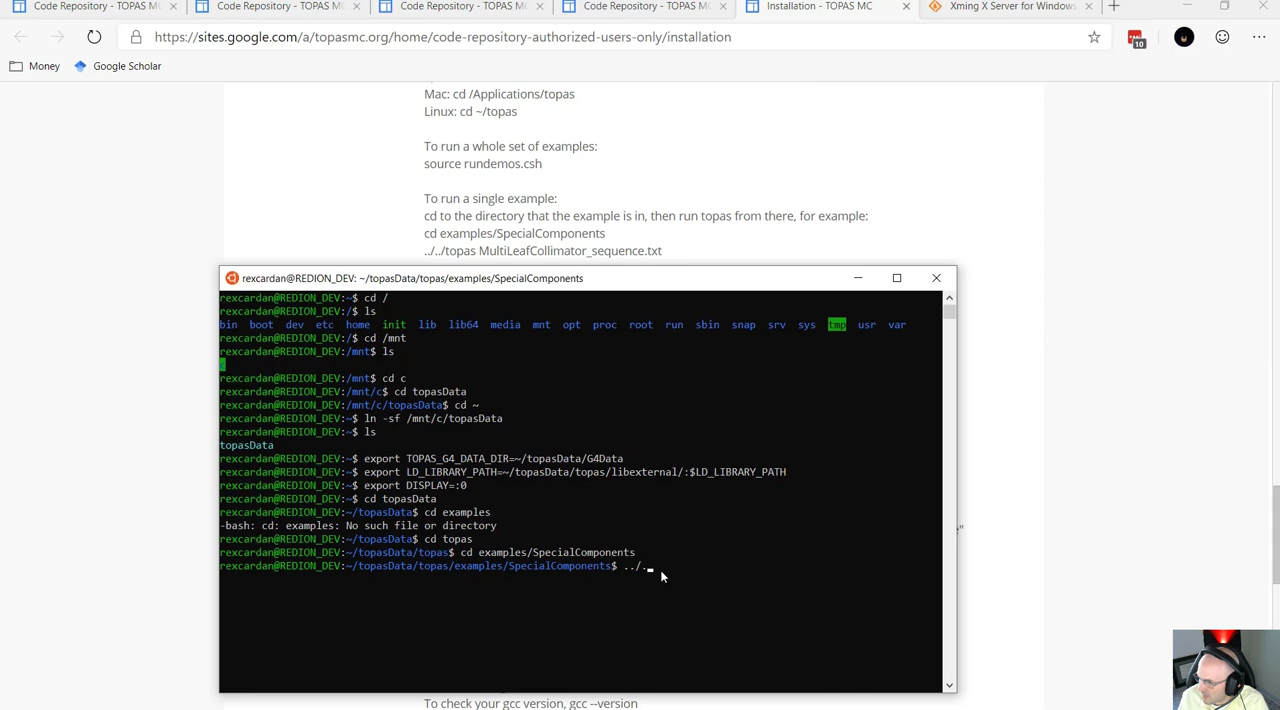 Code Repository - TOPAS MC
Code Repository - TOPAS MC
Code Repository - TOPAS MC
Code Repository - TOPAS MC
Installation - TOPAS MC
Xming X Server for Windows
https://sites.google.com/a/topasmc.org/home/code-repository-authorized-users-only/installation
10
Money
Google Scholar
Mac: cd /Applications/topas
Linux: cd ~/topas
To run a whole set of examples:
source rundemos.csh
To run a single example:
cd to the directory that the example is in, then run topas from there, for example:
cd examples/SpecialComponents
../../topas MultiLeafCollimator_sequence.txt
rexcardan@REDION_DEV: ~/topasData/topas/examples/SpecialComponents
rexcardan@REDION_DEV:~$ cd /
rexcardan@REDION_DEV:/$ ls
bin boot dev etc home init lib lib64 media mnt opt proc root run sbin snap srv sys tmp usr var
rexcardan@REDION_DEV:/$ cd /mnt
rexcardan@REDION_DEV:/mnt$ ls
c
rexcardan@REDION_DEV:/mnt$ cd c
rexcardan@REDION_DEV:/mnt/c$ cd topasData
rexcardan@REDION_DEV:/mnt/c/topasData$ cd ~
rexcardan@REDION_DEV:~$ ln -sf /mnt/c/topasData
rexcardan@REDION_DEV:~$ ls
topasData
rexcardan@REDION_DEV:~$ export TOPAS_G4_DATA_DIR=~/topasData/G4Data
rexcardan@REDION_DEV:~$ export LD_LIBRARY_PATH=~/topasData/topas/libexternal/:$LD_LIBRARY_PATH
rexcardan@REDION_DEV:~$ export DISPLAY=:0
rexcardan@REDION_DEV:~$ cd topasData
rexcardan@REDION_DEV:~/topasData$ cd examples
-bash: cd: examples: No such file or directory
rexcardan@REDION_DEV:~/topasData$ cd topas
rexcardan@REDION_DEV:~/topasData/topas$ cd examples/SpecialComponents
rexcardan@REDION_DEV:~/topasData/topas/examples/SpecialComponents$ ../.
To check your gcc version, gcc --version